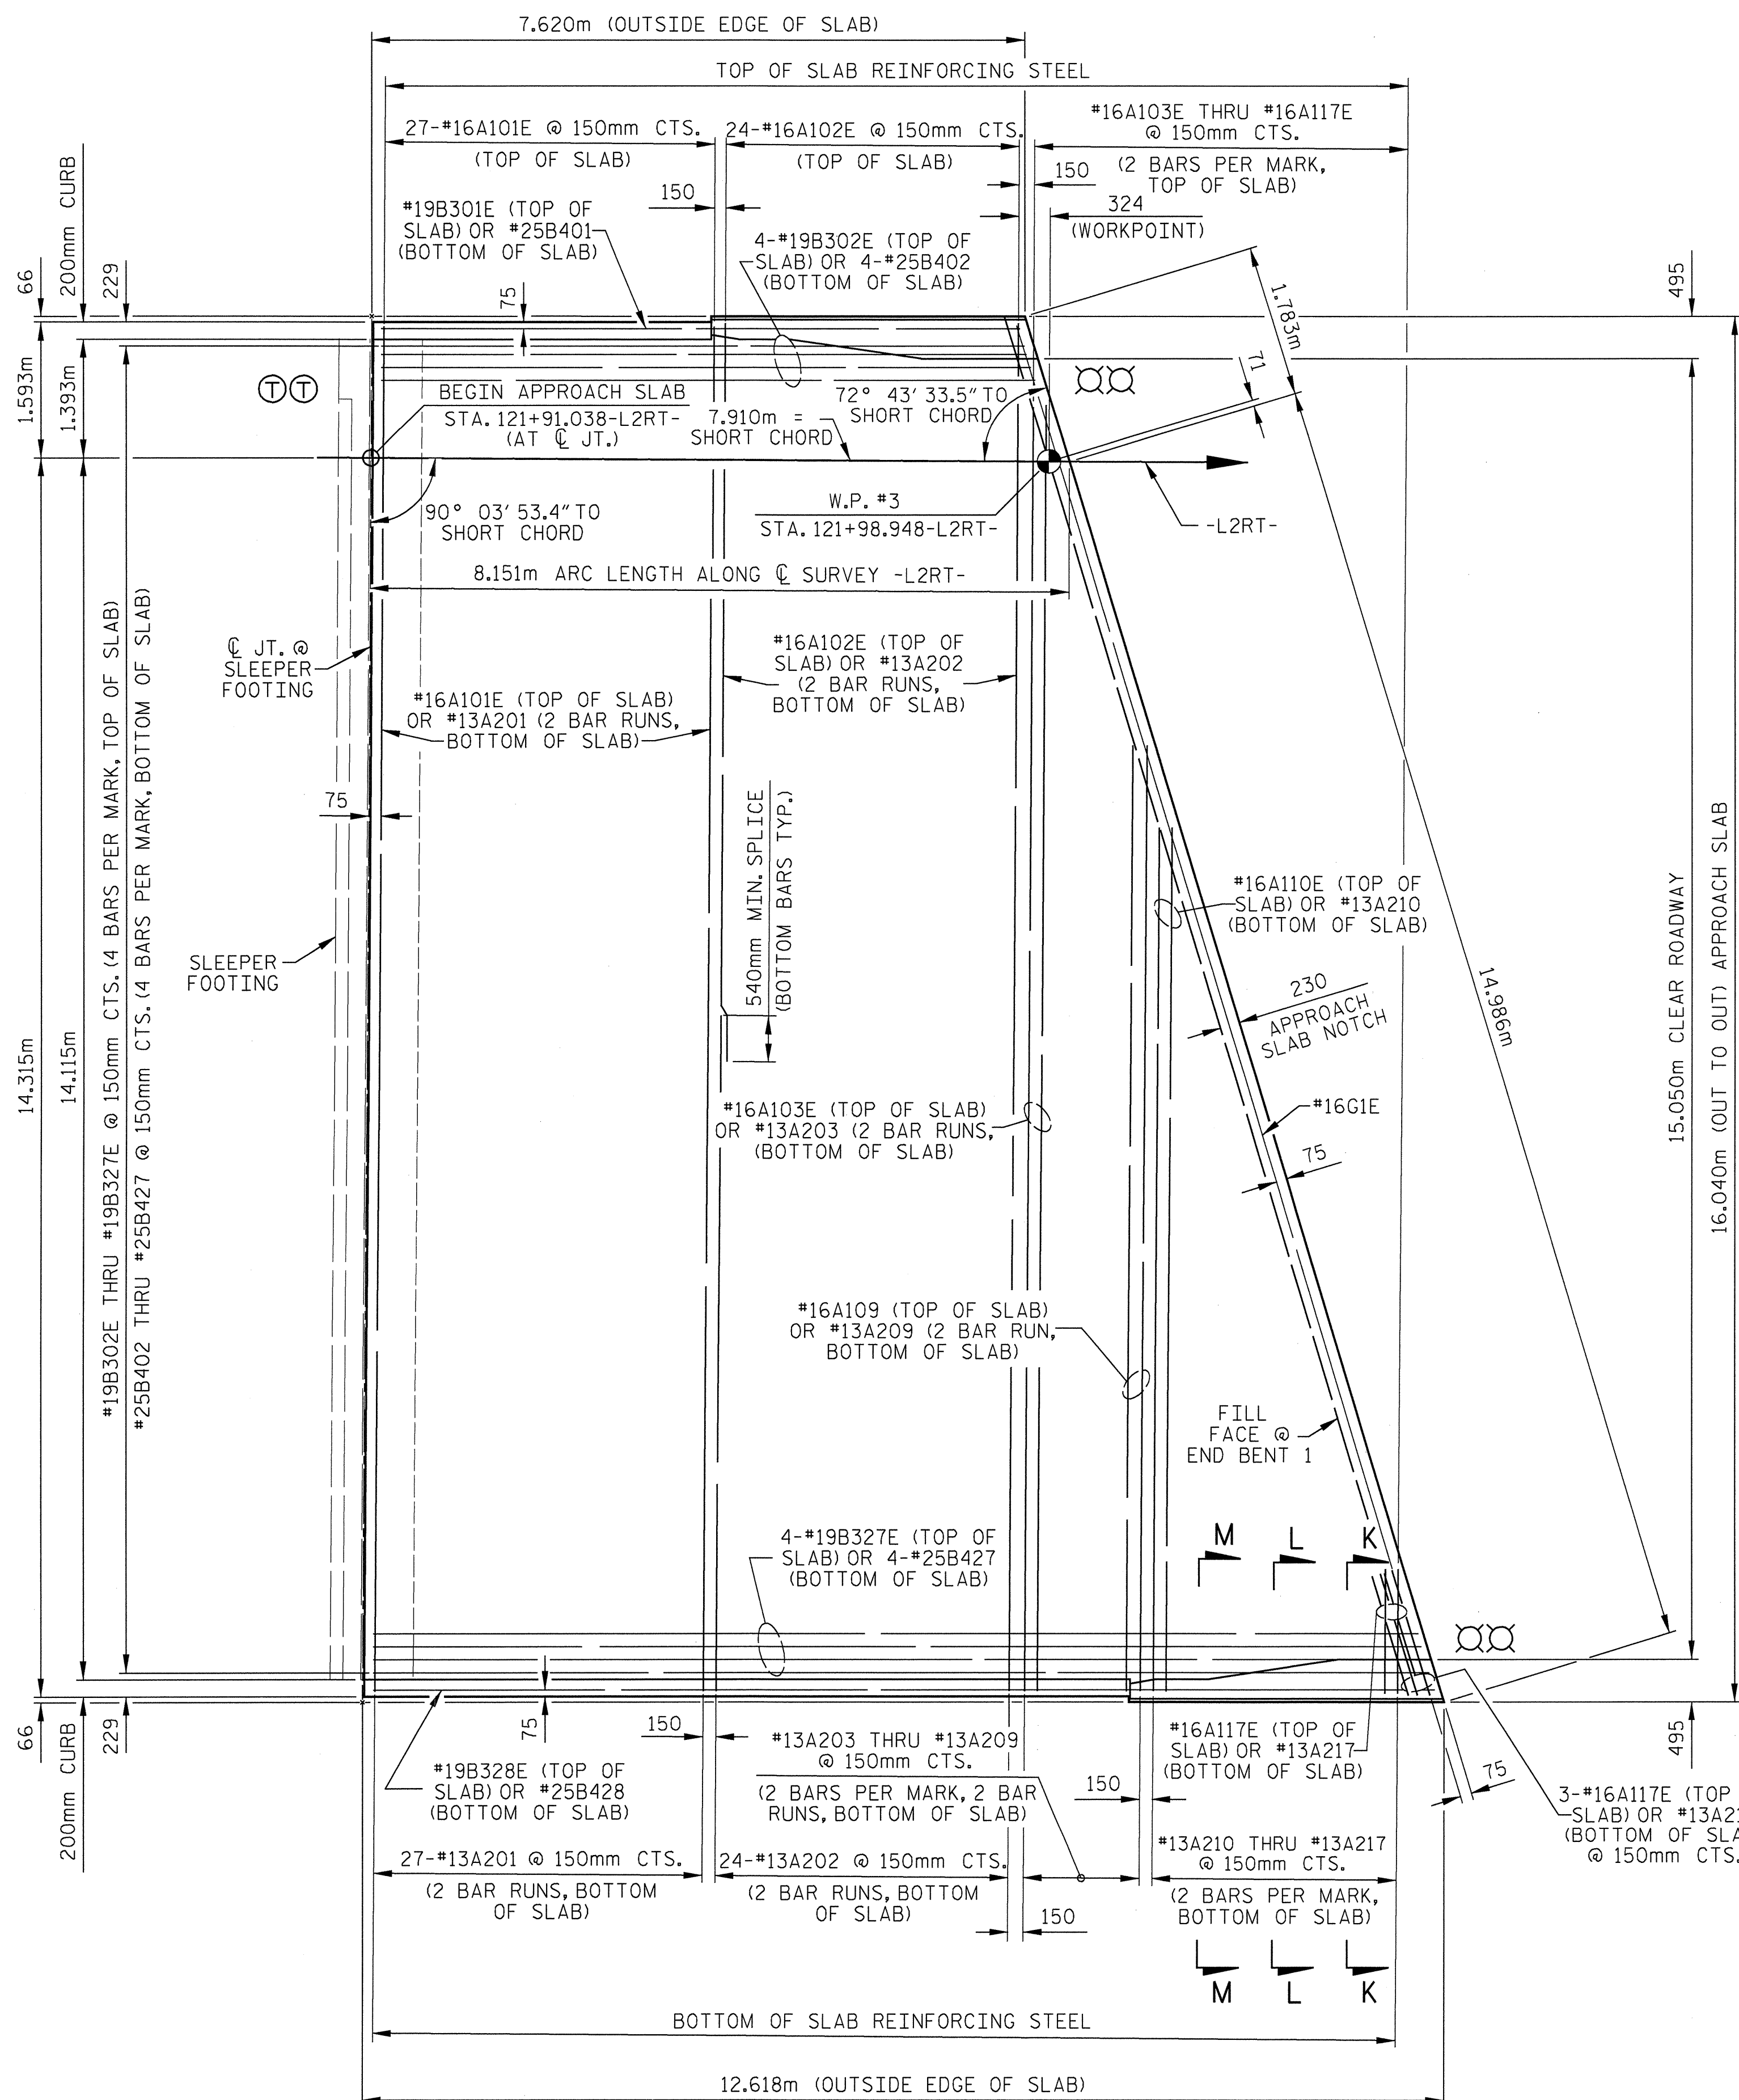 7.620m (OUTSIDE EDGE OF SLAB)
TOP OF SLAB REINFORCING STEEL
27-#16A101E @ 150mm CTS.
(TOP OF SLAB)
24-#16A102E @ 150mm CTS.
(TOP OF SLAB)
#16A103E THRU #16A117E
@ 150mm CTS.
(2 BARS PER MARK,
TOP OF SLAB)
150
150
324
(WORKPOINT)
#19B301E (TOP OF
SLAB) OR #25B401
(BOTTOM OF SLAB)
4-#19B302E (TOP OF
SLAB) OR 4-#25B402
(BOTTOM OF SLAB)
75
66
200mm CURB
229
495
1.593m
1.393m
1.783m
71
T T
BEGIN APPROACH SLAB
STA. 121+91.038-L2RT-
(AT ℄ JT.)
7.910m =
SHORT CHORD
72° 43' 33.5" TO
SHORT CHORD
90° 03' 53.4" TO
SHORT CHORD
W.P. #3
STA. 121+98.948-L2RT-
-L2RT-
8.151m ARC LENGTH ALONG ℄ SURVEY -L2RT-
℄ JT. @
SLEEPER
FOOTING
#16A101E (TOP OF SLAB)
OR #13A201 (2 BAR RUNS,
BOTTOM OF SLAB)
#16A102E (TOP OF
SLAB) OR #13A202
(2 BAR RUNS,
BOTTOM OF SLAB)
75
540mm MIN. SPLICE
(BOTTOM BARS TYP.)
#16A110E (TOP OF
SLAB) OR #13A210
(BOTTOM OF SLAB)
SLEEPER
FOOTING
230
APPROACH
SLAB NOTCH
14.986m
15.050m CLEAR ROADWAY
16.040m (OUT TO OUT) APPROACH SLAB
14.315m
14.115m
#19B302E THRU #19B327E @ 150mm CTS. (4 BARS PER MARK, TOP OF SLAB)
#25B402 THRU #25B427 @ 150mm CTS. (4 BARS PER MARK, BOTTOM OF SLAB)
#16A103E (TOP OF SLAB)
OR #13A203 (2 BAR RUNS,
(BOTTOM OF SLAB)
#16G1E
75
#16A109 (TOP OF SLAB)
OR #13A209 (2 BAR RUN,
BOTTOM OF SLAB)
FILL
FACE @
END BENT 1
4-#19B327E (TOP OF
SLAB) OR 4-#25B427
(BOTTOM OF SLAB)
M L K
66
200mm CURB
229
75
150
#19B328E (TOP OF
SLAB) OR #25B428
(BOTTOM OF SLAB)
#13A203 THRU #13A209
@ 150mm CTS.
(2 BARS PER MARK, 2 BAR
RUNS, BOTTOM OF SLAB)
150
#16A117E (TOP OF
SLAB) OR #13A217
(BOTTOM OF SLAB)
75
495
3-#16A117E (TOP
SLAB) OR
(BOTTOM OF
@ 150mm CTS.
27-#13A201 @ 150mm CTS.
(2 BAR RUNS, BOTTOM
OF SLAB)
24-#13A202 @ 150mm CTS.
(2 BAR RUNS, BOTTOM
OF SLAB)
150
#13A210 THRU #13A217
@ 150mm CTS.
(2 BARS PER MARK,
BOTTOM OF SLAB)
M L K
BOTTOM OF SLAB REINFORCING STEEL
12.618m (OUTSIDE EDGE OF SLAB)